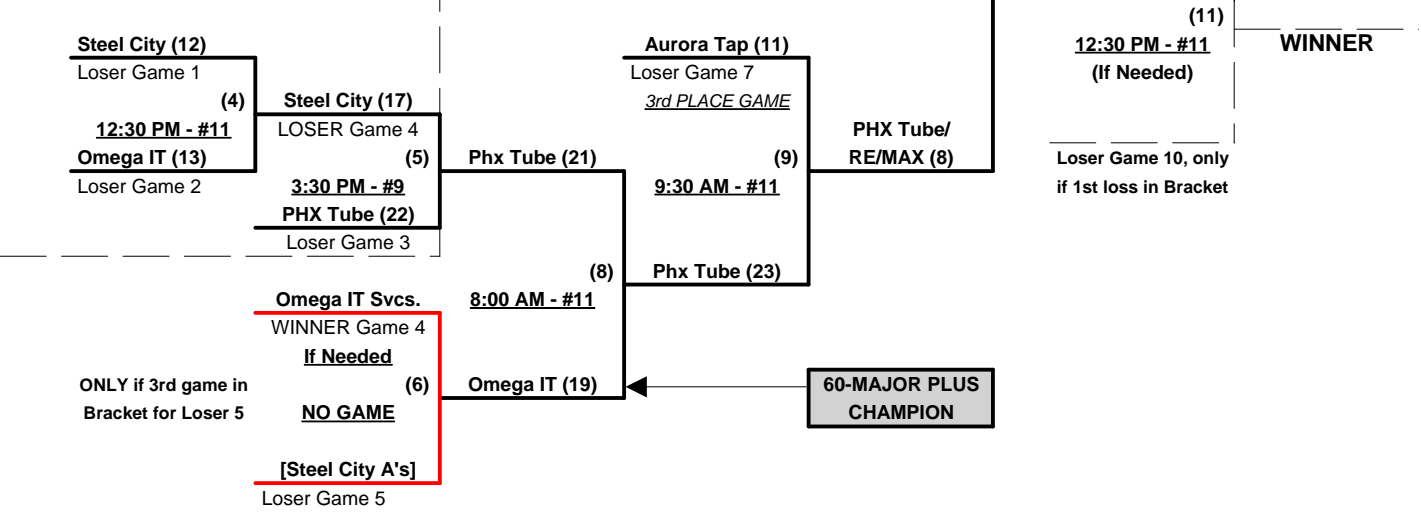 (11)
Steel City (12)
Aurora Tap (11)
12:30 PM - #11
WINNER
Loser Game 1
Loser Game 7
(If Needed)
(4)
Steel City (17)
3rd PLACE GAME
12:30 PM - #11
LOSER Game 4
PHX Tube/
Omega IT (13)
(5)
Phx Tube (21)
(9)
RE/MAX (8)
Loser Game 10, only
Loser Game 2
3:30 PM - #9
9:30 AM - #11
if 1st loss in Bracket
PHX Tube (22)
Loser Game 3
(8)
Phx Tube (23)
Omega IT Svcs.
8:00 AM - #11
WINNER Game 4
If Needed
ONLY if 3rd game in
(6)
Omega IT (19)
60-MAJOR PLUS
Bracket for Loser 5
NO GAME
CHAMPION
[Steel City A's]
Loser Game 5